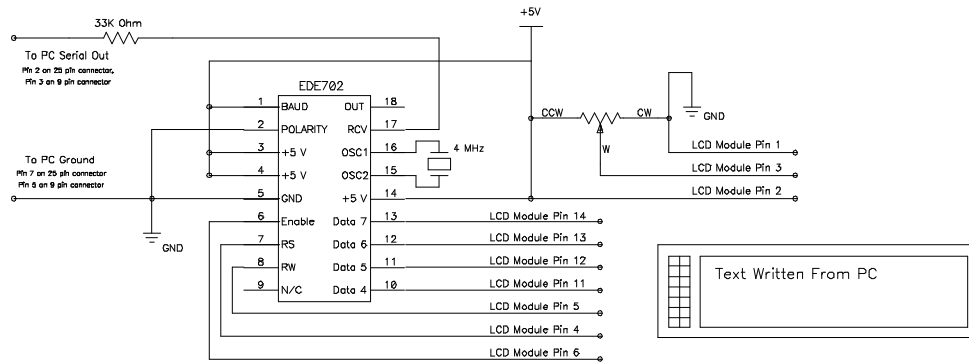 +5V
33K Ohm
To PC Serial Out
Pin 2 on 25 pin connector,
Pin 3 on 9 pin connector
EDE702
1 BAUD OUT 18
2 POLARITY RCV 17
3 +5 V OSC1 16
4 +5 V OSC2 15
5 GND +5 V 14
6 Enable Data 7 13
7 RS Data 6 12
8 RW Data 5 11
9 N/C Data 4 10
4 MHz
CCW CW
W
GND
To PC Ground
Pin 7 on 25 pin connector
Pin 5 on 9 pin connector
GND
LCD Module Pin 1
LCD Module Pin 3
LCD Module Pin 2
LCD Module Pin 14
LCD Module Pin 13
LCD Module Pin 12
LCD Module Pin 11
LCD Module Pin 5
LCD Module Pin 4
LCD Module Pin 6
Text Written From PC